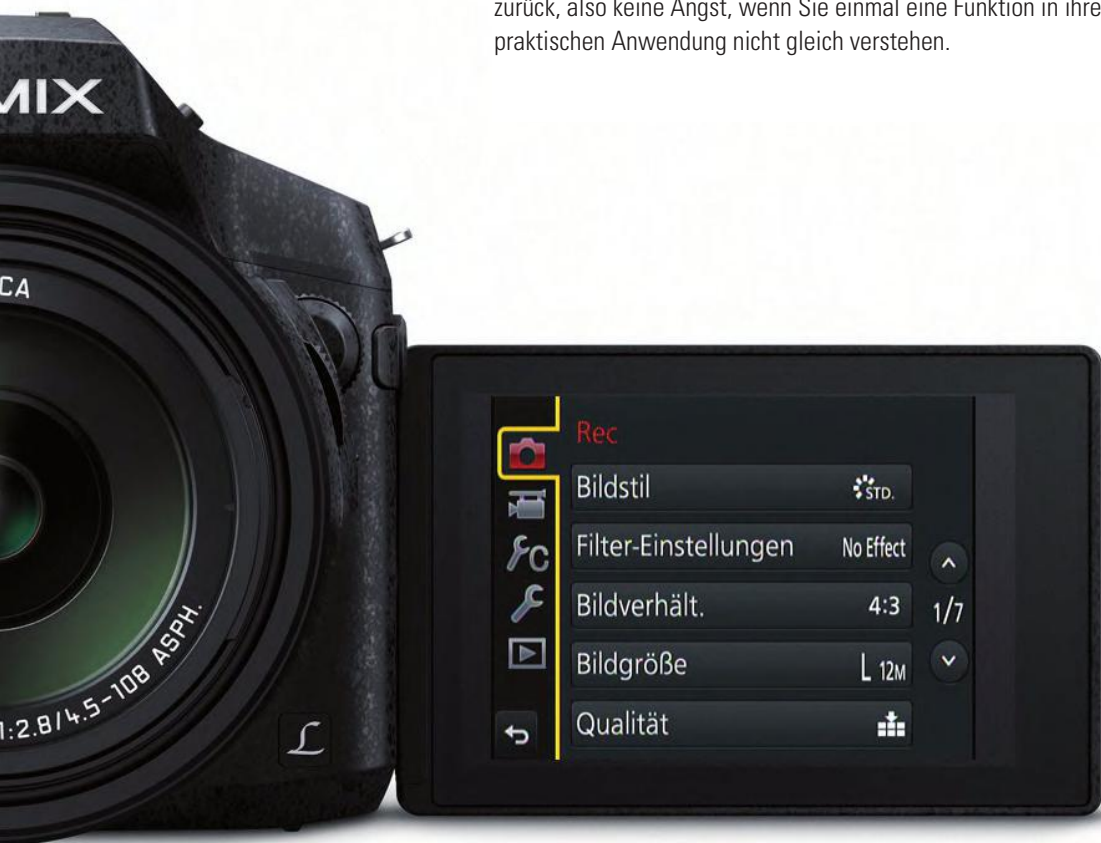 zurück, also keine Angst, wenn Sie einmal eine Funktion in ihre
praktischen Anwendung nicht gleich verstehen.
MIX
CA
1:2.8/4.5-108 ASPH.
L
Rec
Bildstil STD.
Filter-Einstellungen No Effect
Bildverhält. 4:3
1/7
Bildgröße L 12M
Qualität
C